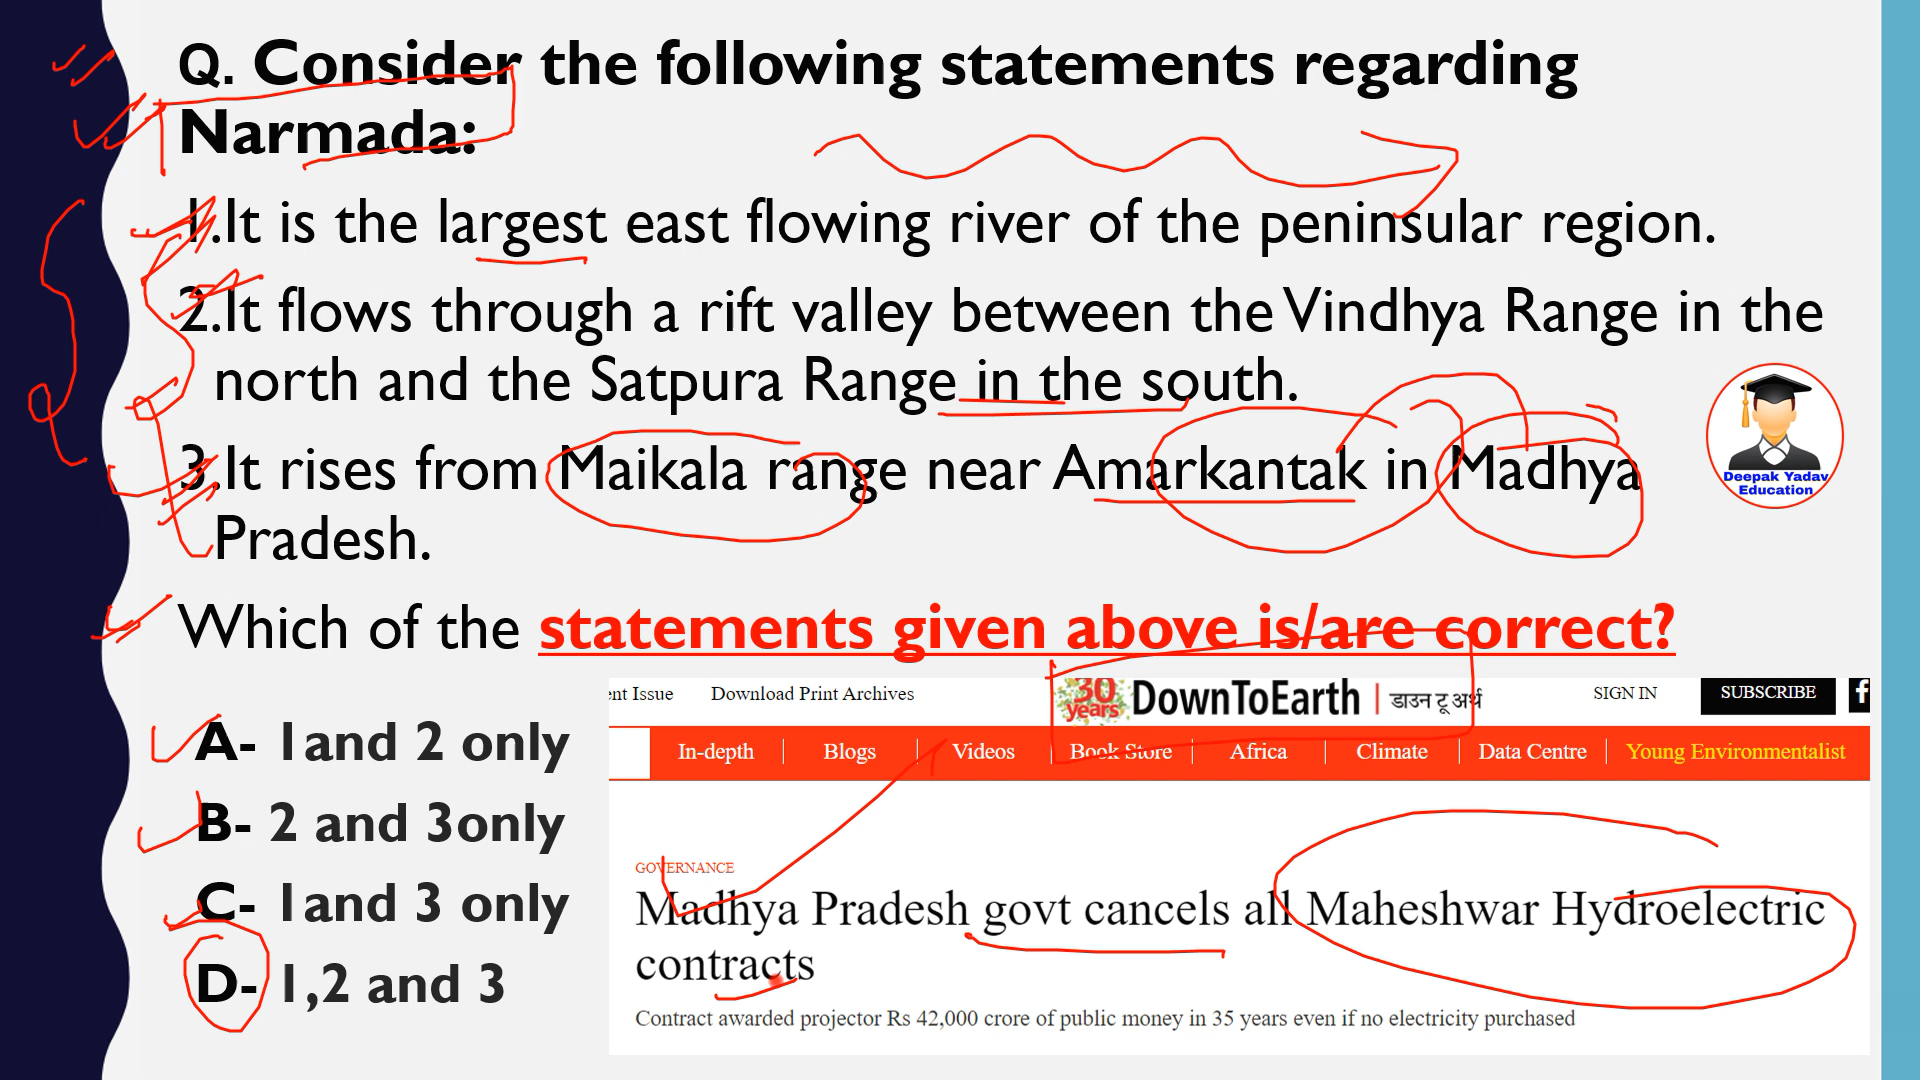 Q. Consider the following statements regarding
Narmada:
1.It is the largest east flowing river of the peninsular region.
2.It flows through a rift valley between the Vindhya Range in the
north and the Satpura Range in the south.
3.It rises from Maikala range near Amarkantak in Madhya
Pradesh.
Deepak Yadav
Education
Which of the statements given above is/are correct?
A- 1and 2 only
B- 2 and 3only
C- 1and 3 only
D- 1,2 and 3
ent Issue Download Print Archives 30 years DownToEarth | डाउन टू अर्थ SIGN IN SUBSCRIBE f
In-depth | Blogs | Videos | Book Store | Africa | Climate | Data Centre | Young Environmentalist
GOVERNANCE
Madhya Pradesh govt cancels all Maheshwar Hydroelectric
contracts
Contract awarded projector Rs 42,000 crore of public money in 35 years even if no electricity purchased